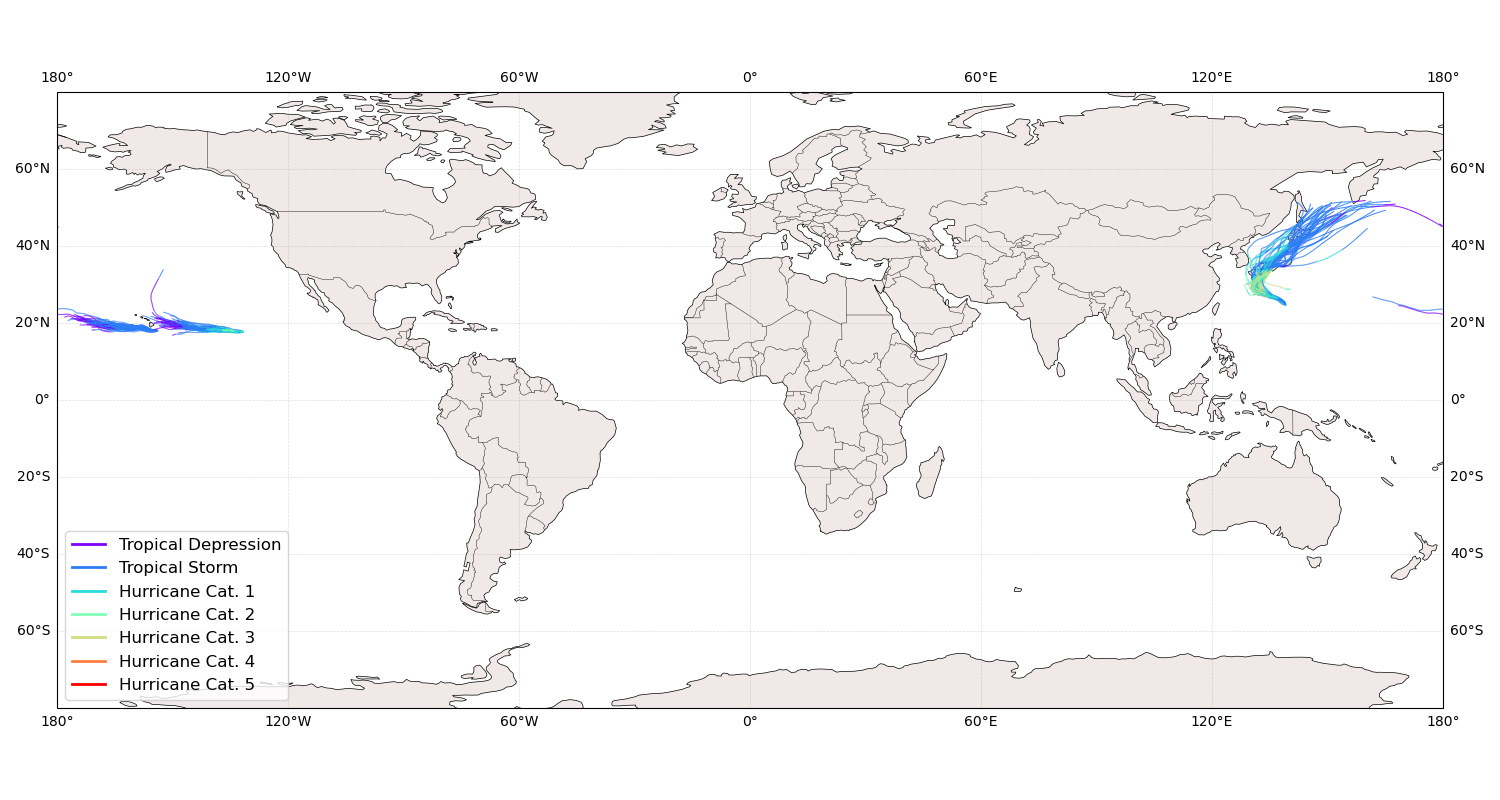 180° 120°W 60°W 0° 60°E 120°E 180°
60°N 60°N
40°N 40°N
20°N 20°N
0° 0°
20°S 20°S
40°S 40°S
60°S 60°S
Tropical Depression
Tropical Storm
Hurricane Cat. 1
Hurricane Cat. 2
Hurricane Cat. 3
Hurricane Cat. 4
Hurricane Cat. 5
180° 120°W 60°W 0° 60°E 120°E 180°